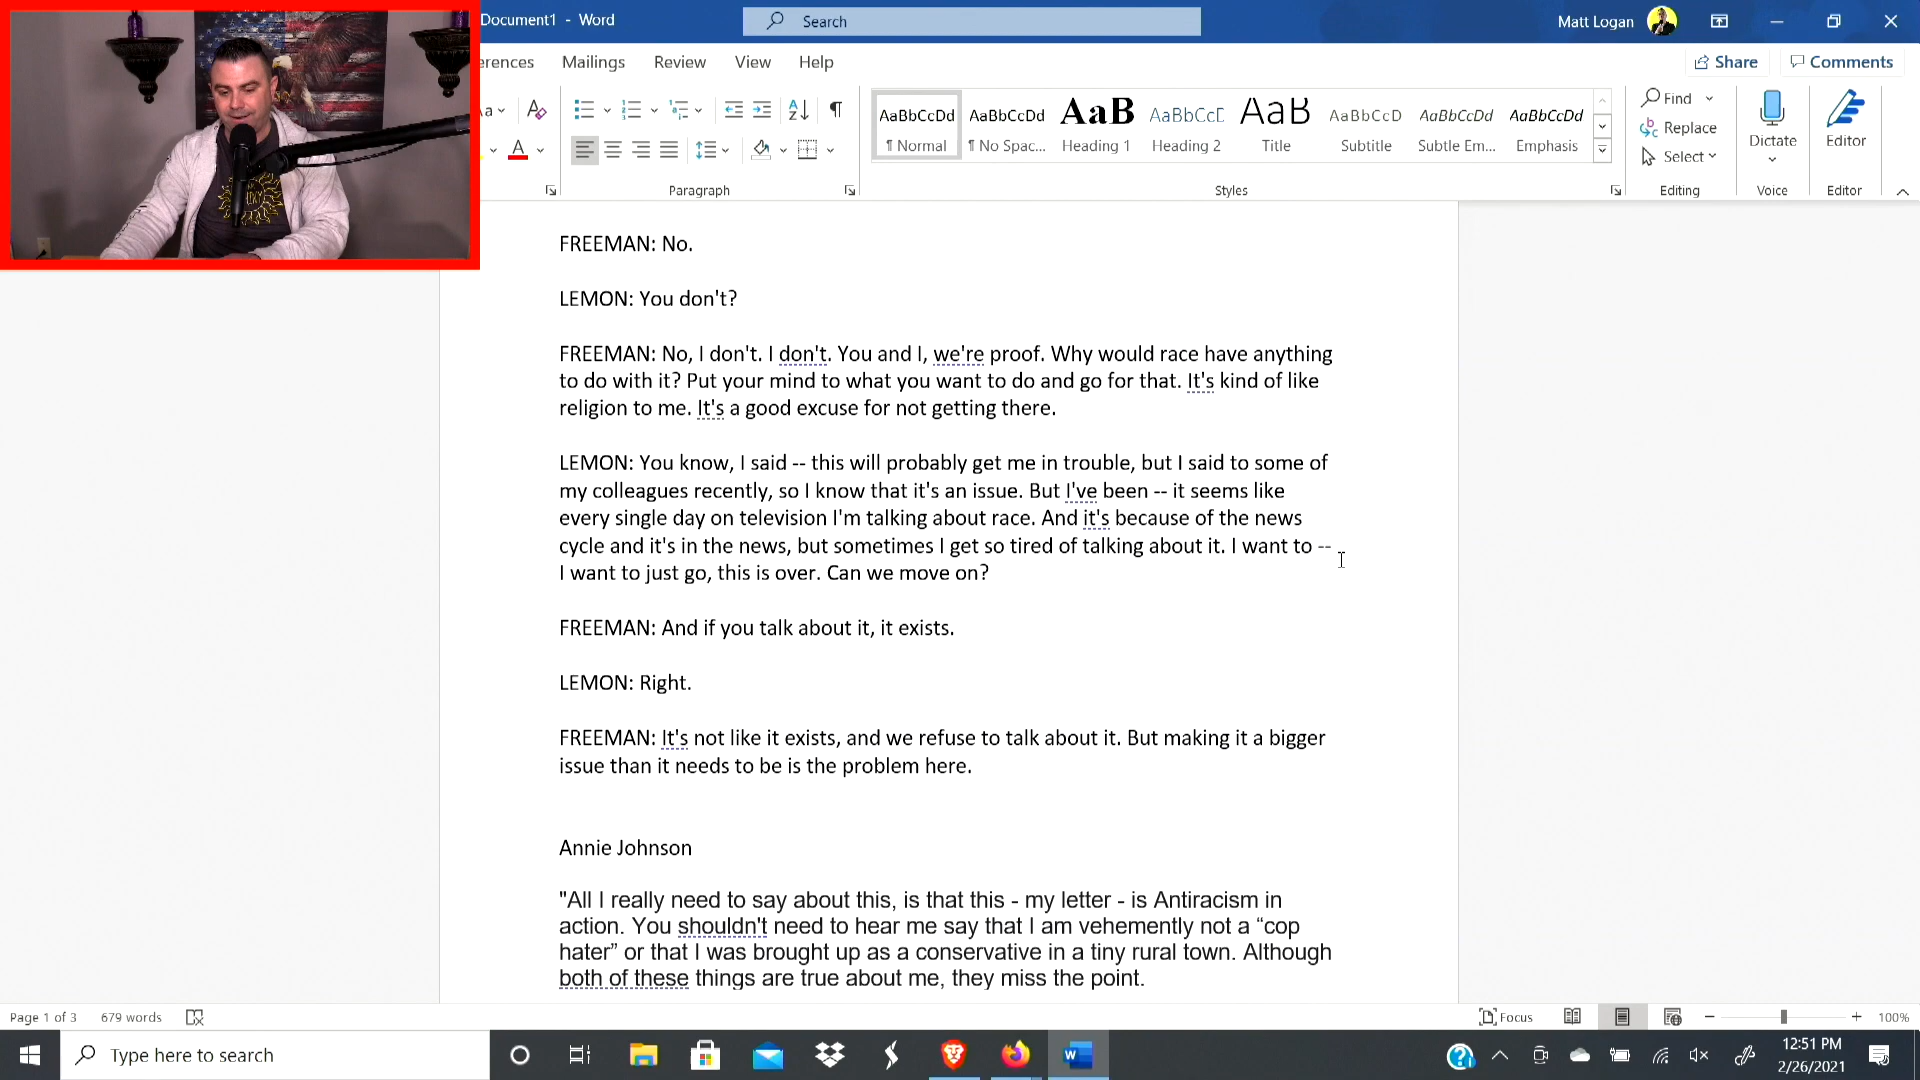 Document1 - Word
Search
Matt Logan
erences Mailings Review View Help
Share Comments
AaBbCcDd AaBbCcDd AaB AaBbCcC AaB AaBbCcD AaBbCcDd AaBbCcDd
¶ Normal ¶ No Spac... Heading 1 Heading 2 Title Subtitle Subtle Em... Emphasis
Find
Replace
Select
Dictate
Editor
Paragraph Styles Editing Voice Editor
FREEMAN: No.
LEMON: You don't?
FREEMAN: No, I don't. I don't. You and I, we're proof. Why would race have anything
to do with it? Put your mind to what you want to do and go for that. It's kind of like
religion to me. It's a good excuse for not getting there.
LEMON: You know, I said -- this will probably get me in trouble, but I said to some of
my colleagues recently, so I know that it's an issue. But I've been -- it seems like
every single day on television I'm talking about race. And it's because of the news
cycle and it's in the news, but sometimes I get so tired of talking about it. I want to --
I want to just go, this is over. Can we move on?
FREEMAN: And if you talk about it, it exists.
LEMON: Right.
FREEMAN: It's not like it exists, and we refuse to talk about it. But making it a bigger
issue than it needs to be is the problem here.
Annie Johnson
"All I really need to say about this, is that this - my letter - is Antiracism in
action. You shouldn't need to hear me say that I am vehemently not a “cop
hater” or that I was brought up as a conservative in a tiny rural town. Although
both of these things are true about me, they miss the point.
Page 1 of 3 679 words
Focus
100%
Type here to search
12:51 PM
2/26/2021